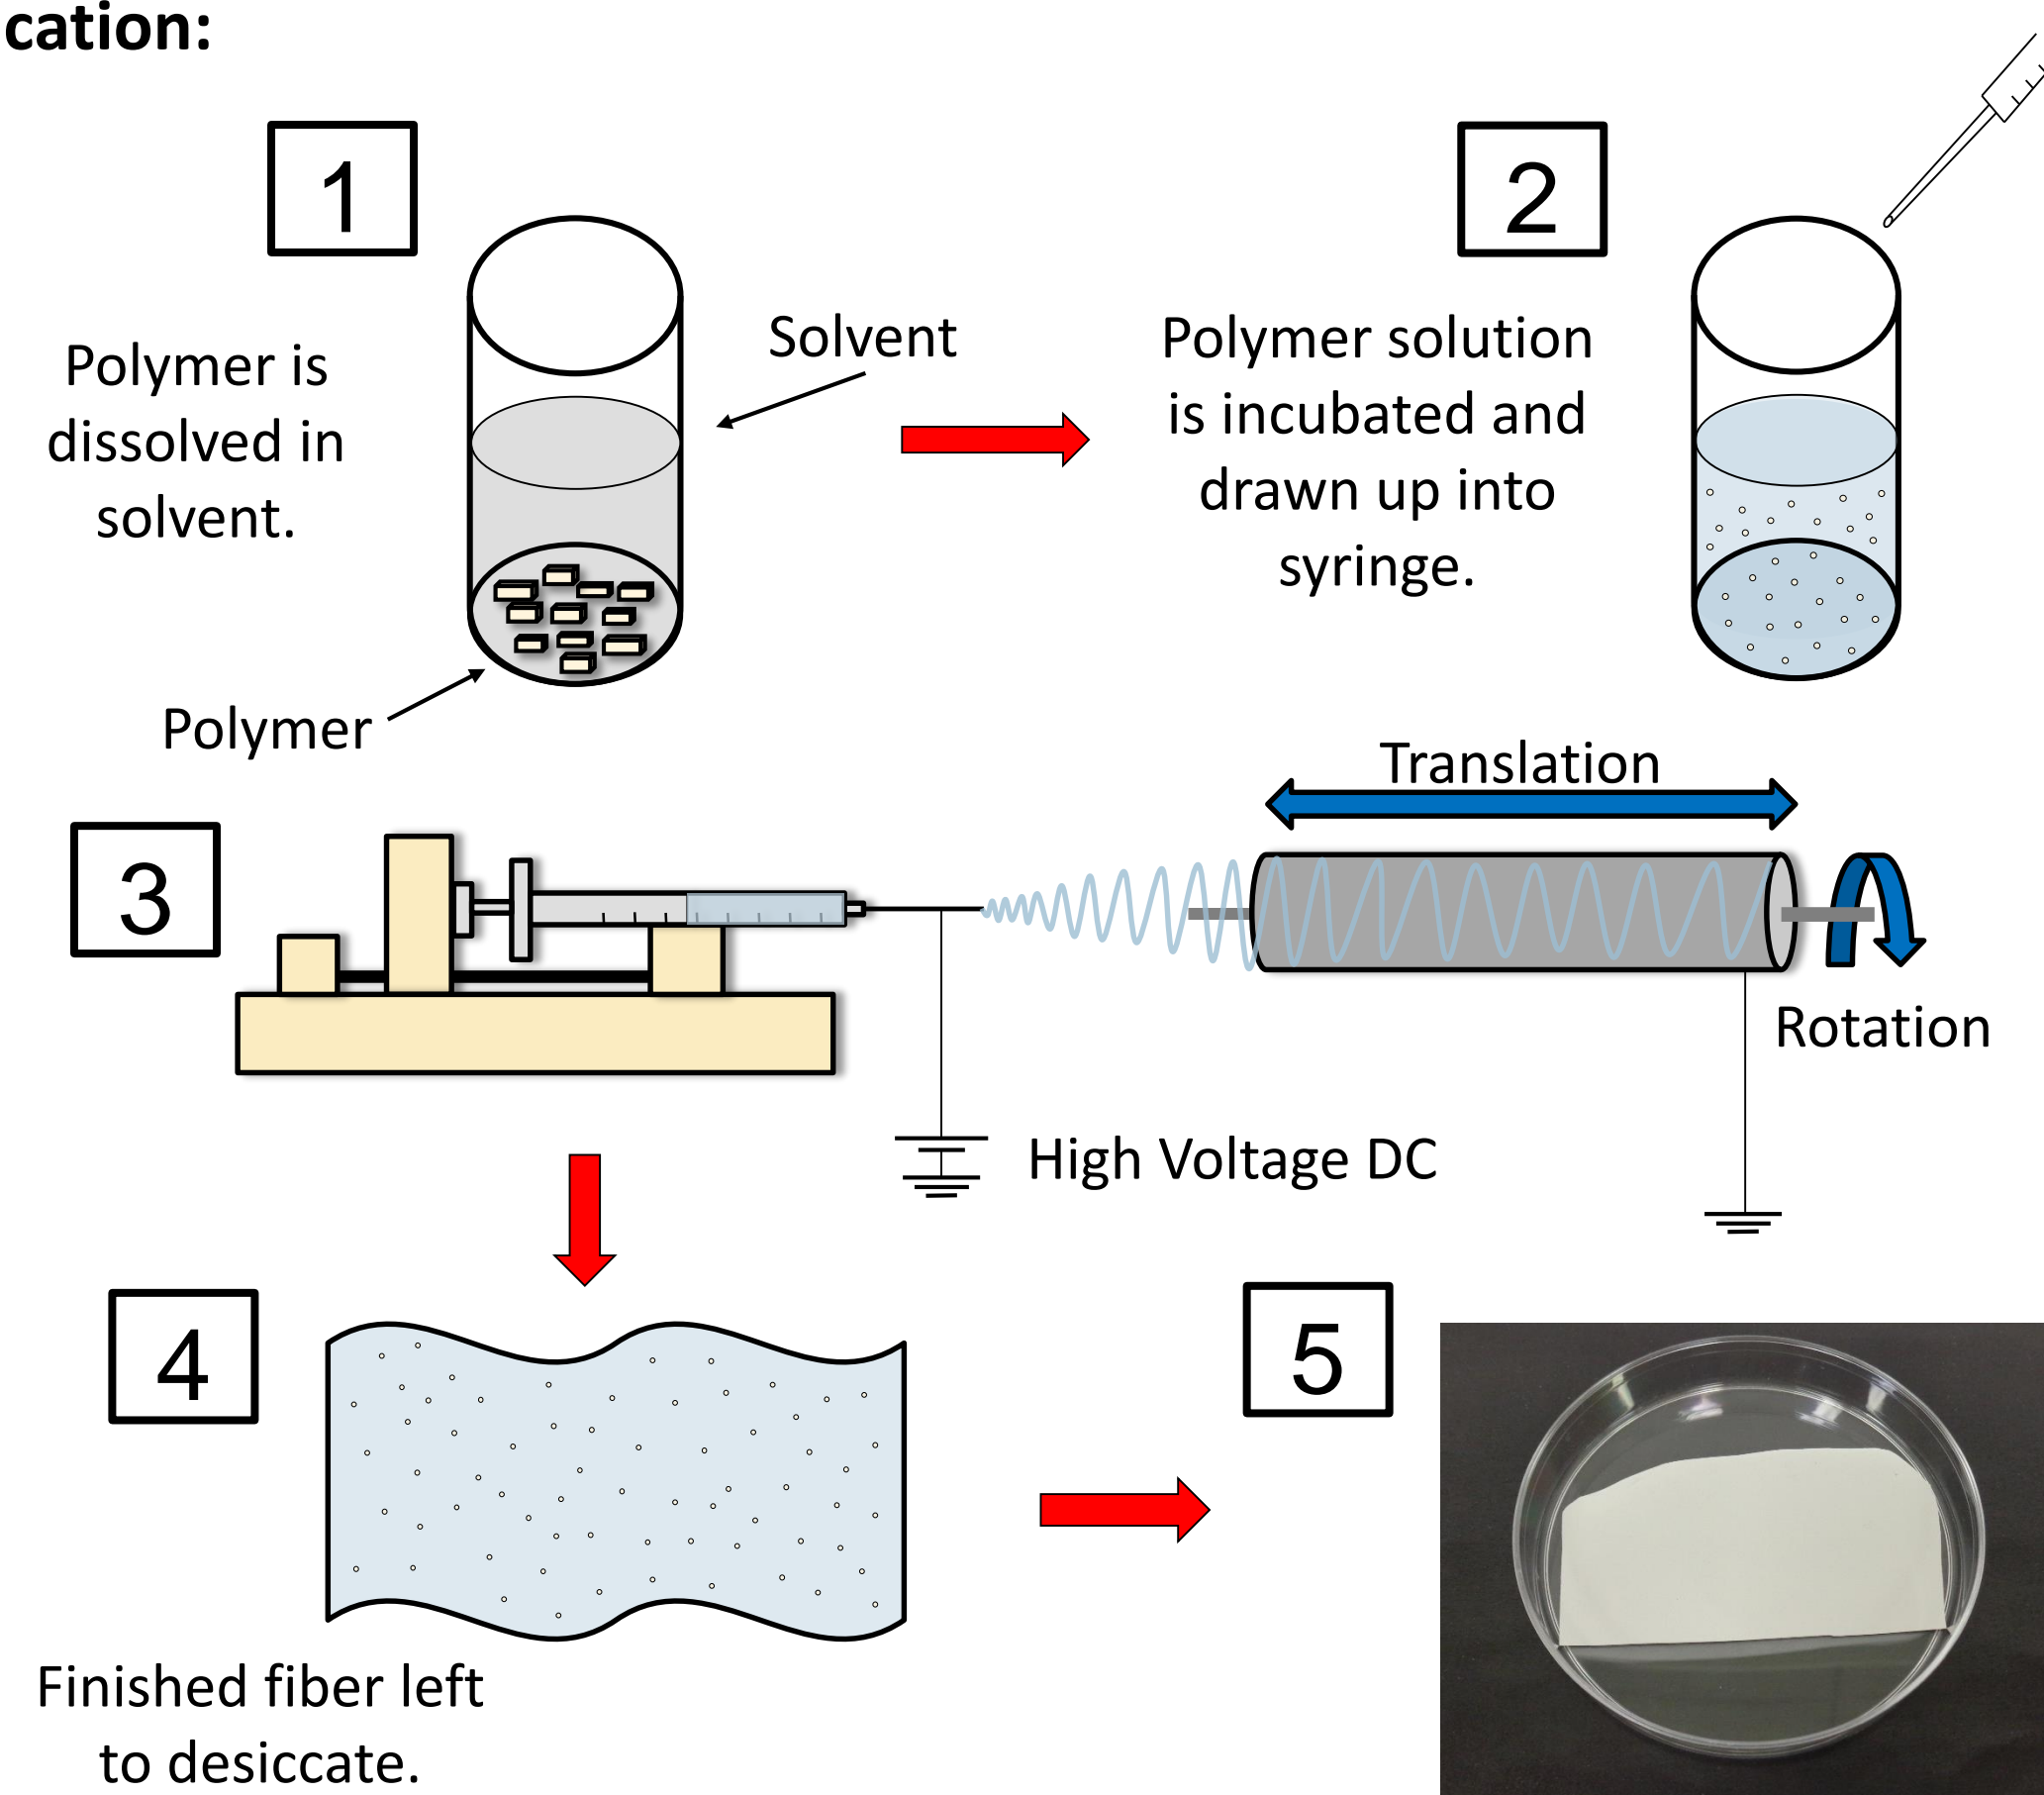 cation:
1
2
Polymer is
dissolved in
solvent.
Solvent
Polymer
Polymer solution
is incubated and
drawn up into
syringe.
3
Translation
Rotation
High Voltage DC
4
5
Finished fiber left
to desiccate.